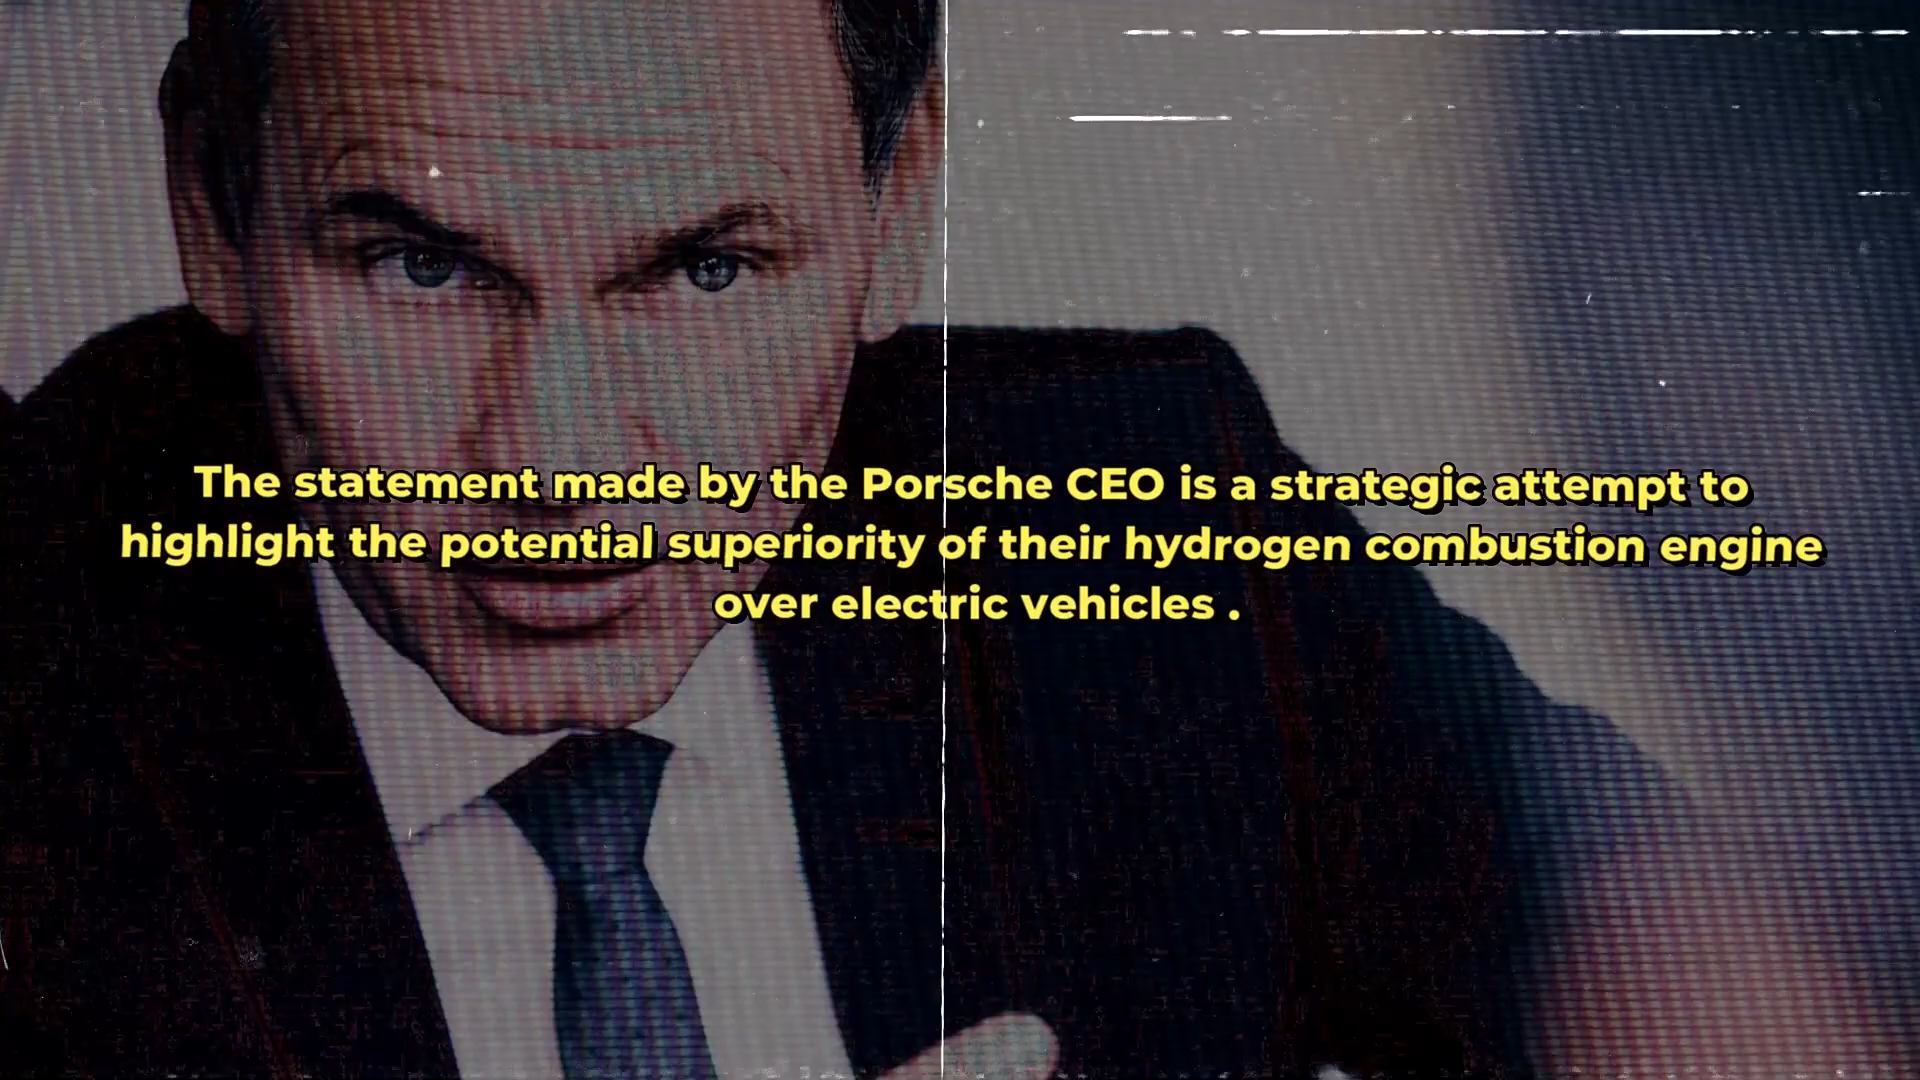 The statement made by the Porsche CEO is a strategic attempt to
highlight the potential superiority of their hydrogen combustion engine
over electric vehicles .